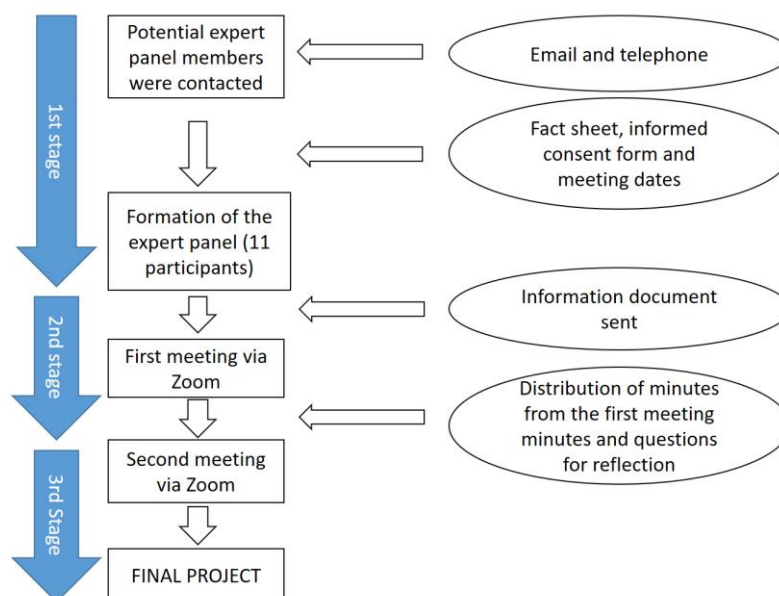 1st stage
Potential expert
panel members
were contacted
Email and telephone
Fact sheet, informed
consent form and
meeting dates
Formation of the
expert panel (11
participants)
2nd stage
Information document
sent
First meeting via
Zoom
Distribution of minutes
from the first meeting
minutes and questions
for reflection
3rd Stage
Second meeting
via Zoom
FINAL PROJECT